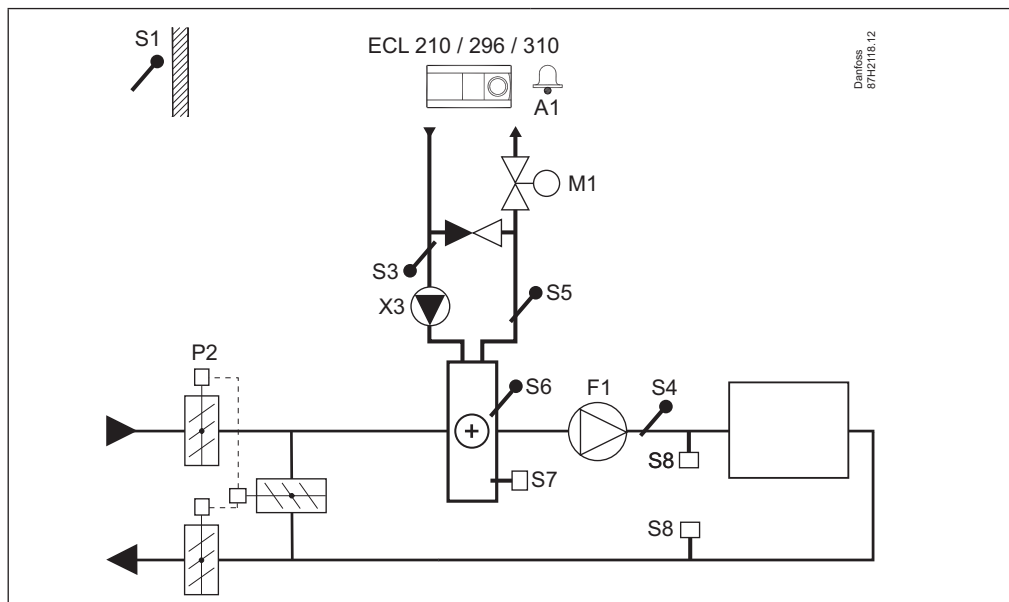 S1
ECL 210 / 296 / 310
A1
Danfoss
87H2118.12
M1
S3
S5
X3
P2
S6
F1
S4
S8
S7
S8